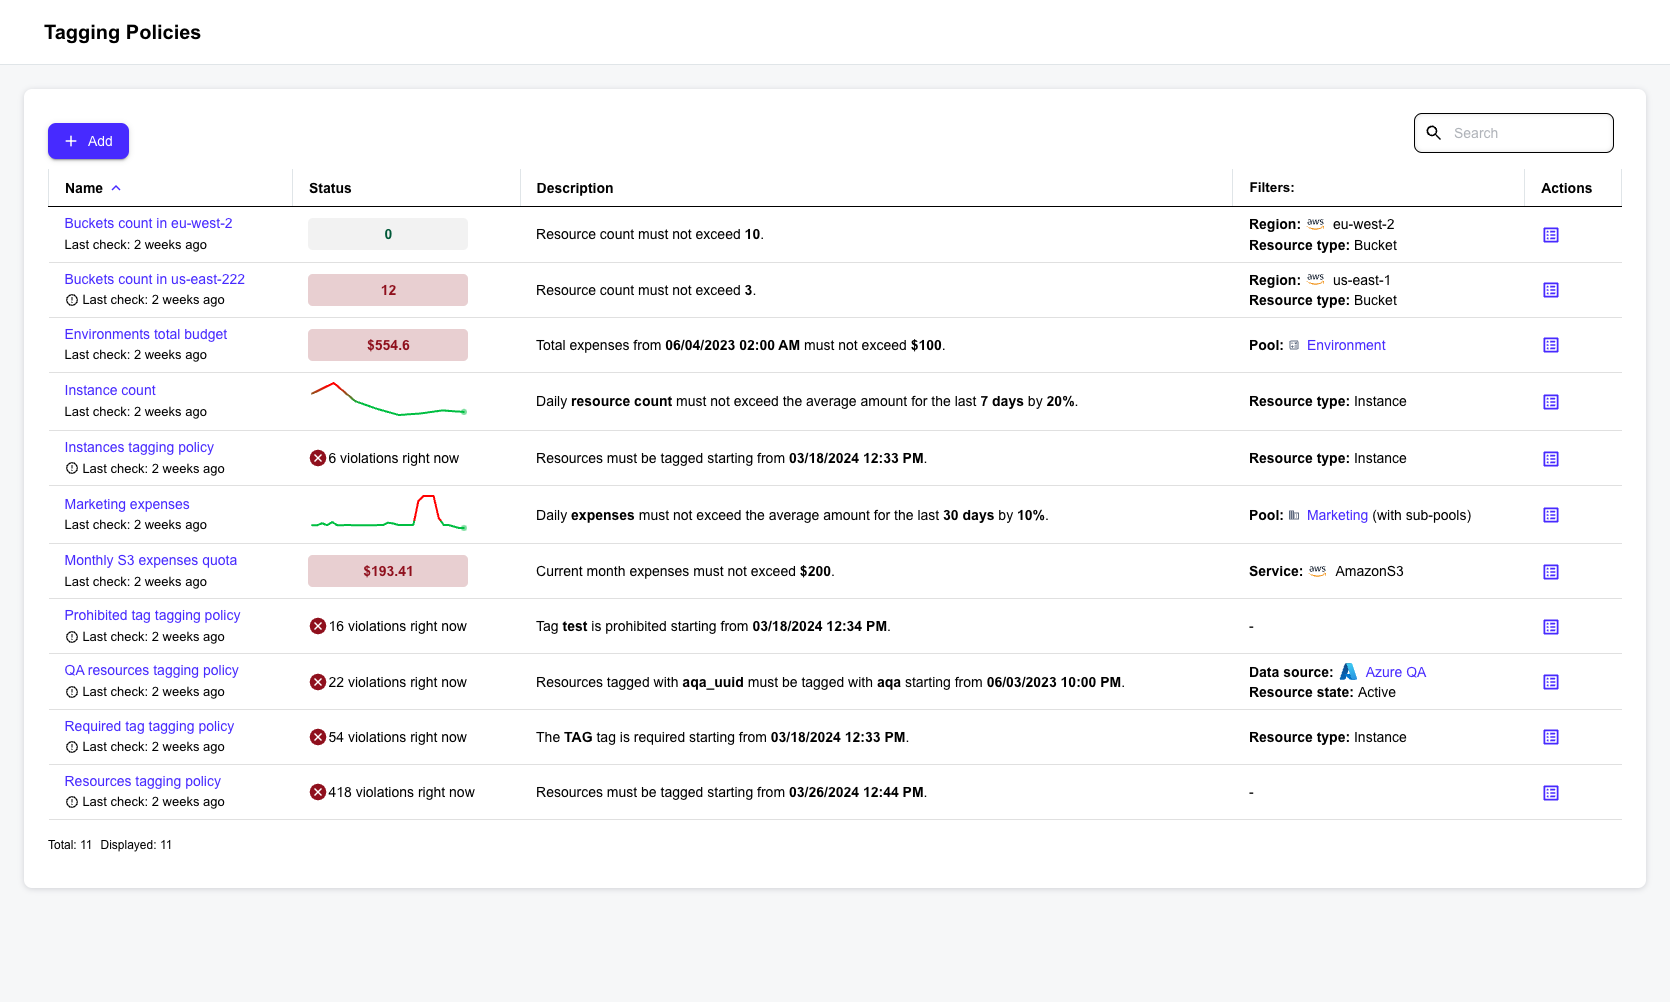 Tagging Policies
Add
Search
Name
Status
Description
Filters:
Actions
Buckets count in eu-west-2
Last check: 2 weeks ago
0
Resource count must not exceed 10.
Region: aws eu-west-2
Resource type: Bucket
Buckets count in us-east-222
Last check: 2 weeks ago
12
Resource count must not exceed 3.
Region: aws us-east-1
Resource type: Bucket
Environments total budget
Last check: 2 weeks ago
$554.6
Total expenses from 06/04/2023 02:00 AM must not exceed $100.
Pool: Environment
Instance count
Last check: 2 weeks ago
Daily resource count must not exceed the average amount for the last 7 days by 20%.
Resource type: Instance
Instances tagging policy
Last check: 2 weeks ago
6 violations right now
Resources must be tagged starting from 03/18/2024 12:33 PM.
Resource type: Instance
Marketing expenses
Last check: 2 weeks ago
Daily expenses must not exceed the average amount for the last 30 days by 10%.
Pool: Marketing (with sub-pools)
Monthly S3 expenses quota
Last check: 2 weeks ago
$193.41
Current month expenses must not exceed $200.
Service: aws AmazonS3
Prohibited tag tagging policy
Last check: 2 weeks ago
16 violations right now
Tag test is prohibited starting from 03/18/2024 12:34 PM.
-
QA resources tagging policy
Last check: 2 weeks ago
22 violations right now
Resources tagged with aqa_uuid must be tagged with aqa starting from 06/03/2023 10:00 PM.
Data source: Azure QA
Resource state: Active
Required tag tagging policy
Last check: 2 weeks ago
54 violations right now
The TAG tag is required starting from 03/18/2024 12:33 PM.
Resource type: Instance
Resources tagging policy
Last check: 2 weeks ago
418 violations right now
Resources must be tagged starting from 03/26/2024 12:44 PM.
-
Total: 11 Displayed: 11